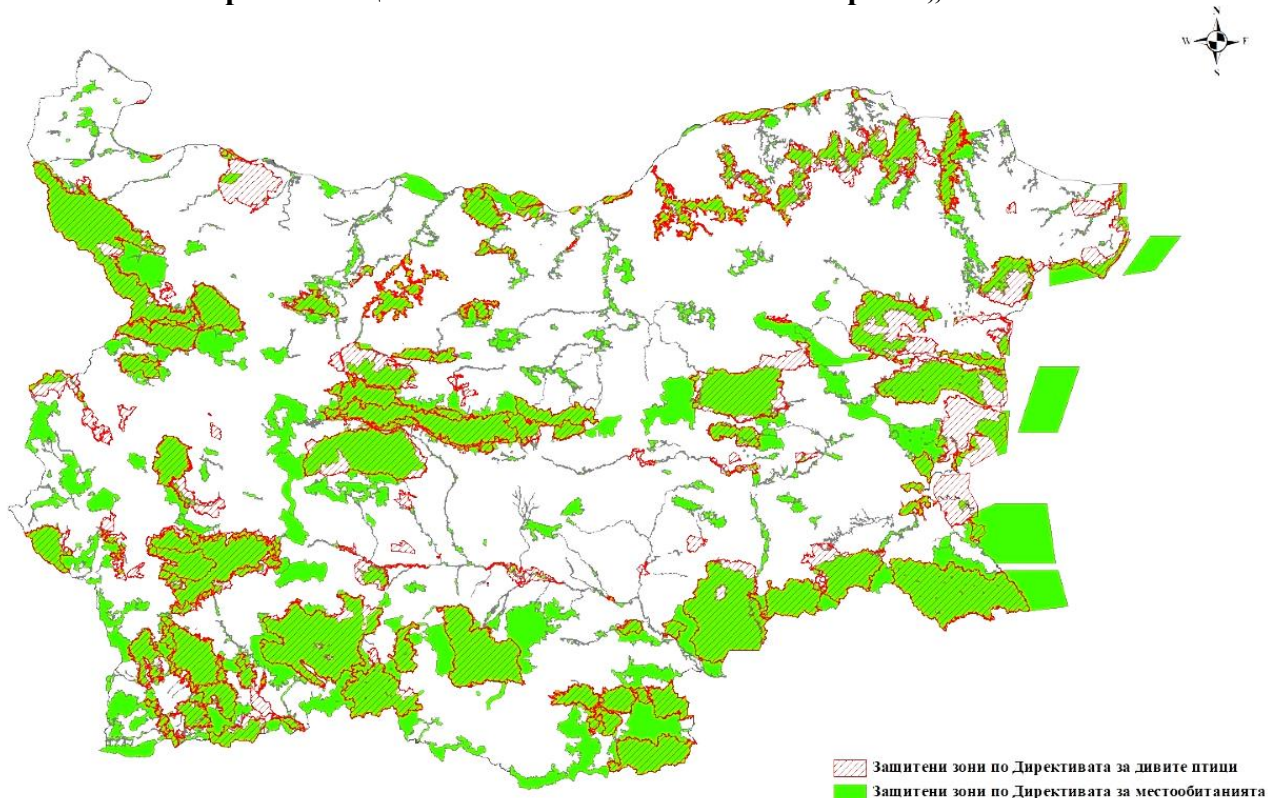 N
W E
S
Защитени зони по Директивата за дивите птици
Защитени зони по Директивата за местообитанията